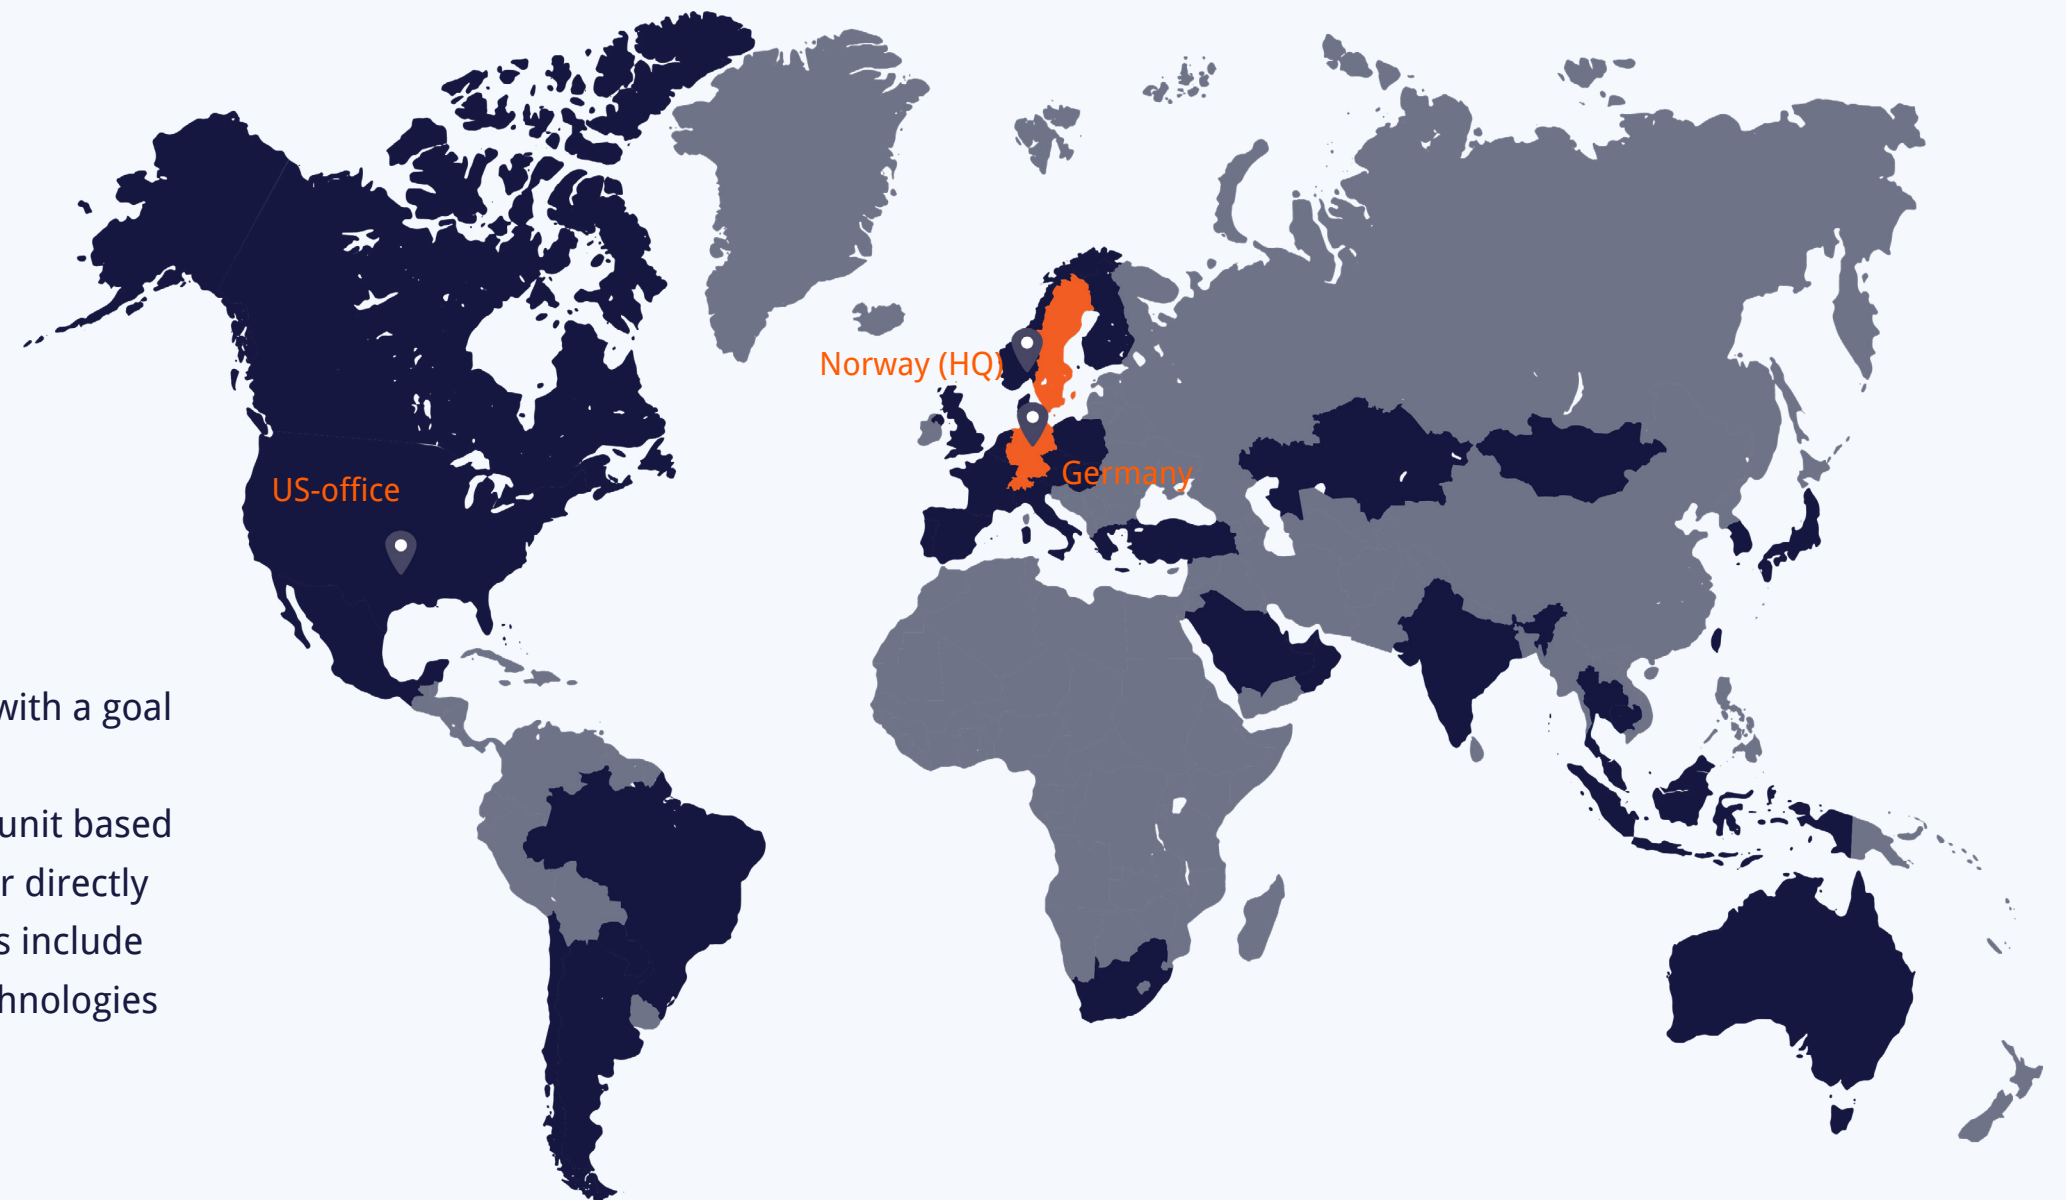 Norway (HQ)
Germany
US-office
with a goal
unit based
r directly
s include
hnologies